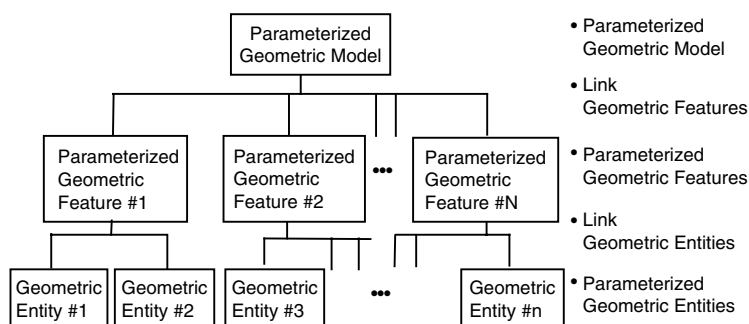 Parameterized
Geometric Model
• Parameterized
Geometric Model
• Link
Geometric Features
Parameterized
Geometric
Feature #1
Parameterized
Geometric
Feature #2
•••
Parameterized
Geometric
Feature #N
• Parameterized
Geometric Features
• Link
Geometric Entities
Geometric
Entity #1
Geometric
Entity #2
Geometric
Entity #3
•••
Geometric
Entity #n
• Parameterized
Geometric Entities